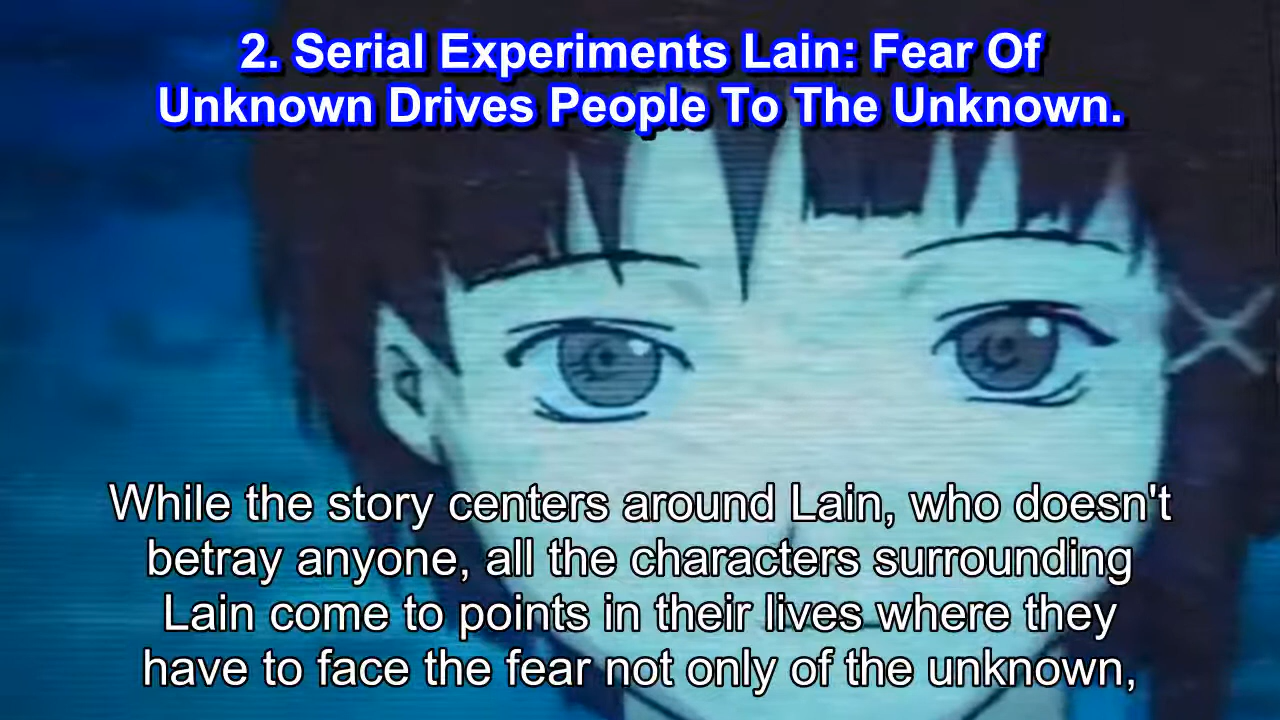 2. Serial Experiments Lain: Fear Of
Unknown Drives People To The Unknown.
While the story centers around Lain, who doesn't
betray anyone, all the characters surrounding
Lain come to points in their lives where they
have to face the fear not only of the unknown,